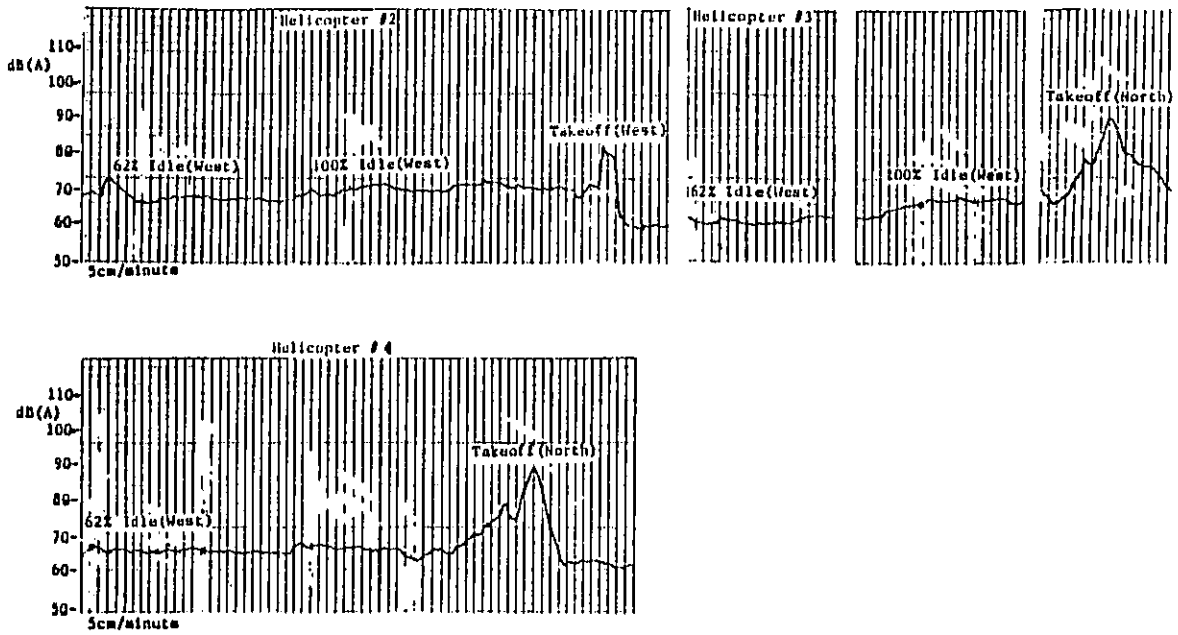 Helicopter #2
Helicopter #3
110-
dB(A)
100-
90-
80-
70-
60-
50-
62% Idle(West)
100% Idle(West)
Takeoff(West)
62% Idle(West)
100% Idle(West)
Takeoff(North)
5cm/minute
Helicopter #4
110-
dB(A)
100-
90-
80-
70-
60-
50-
62% Idle(West)
Takeoff(North)
5cm/minute